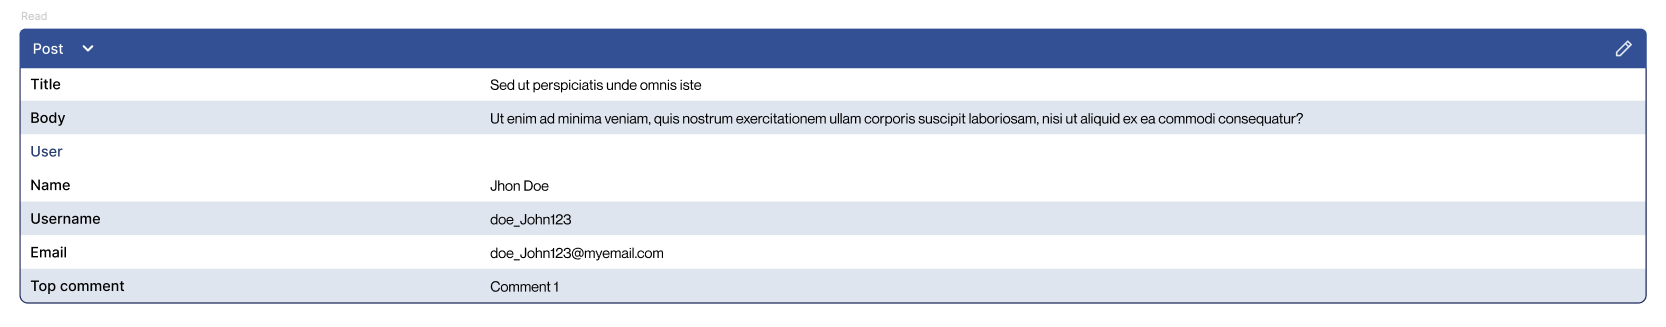 Read
Post
Title Sed ut perspiciatis unde omnis iste
Body Ut enim ad minima veniam, quis nostrum exercitationem ullam corporis suscipit laboriosam, nisi ut aliquid ex ea commodi consequatur?
User
Name Jhon Doe
Username doe_John123
Email doe_John123@myemail.com
Top comment Comment 1